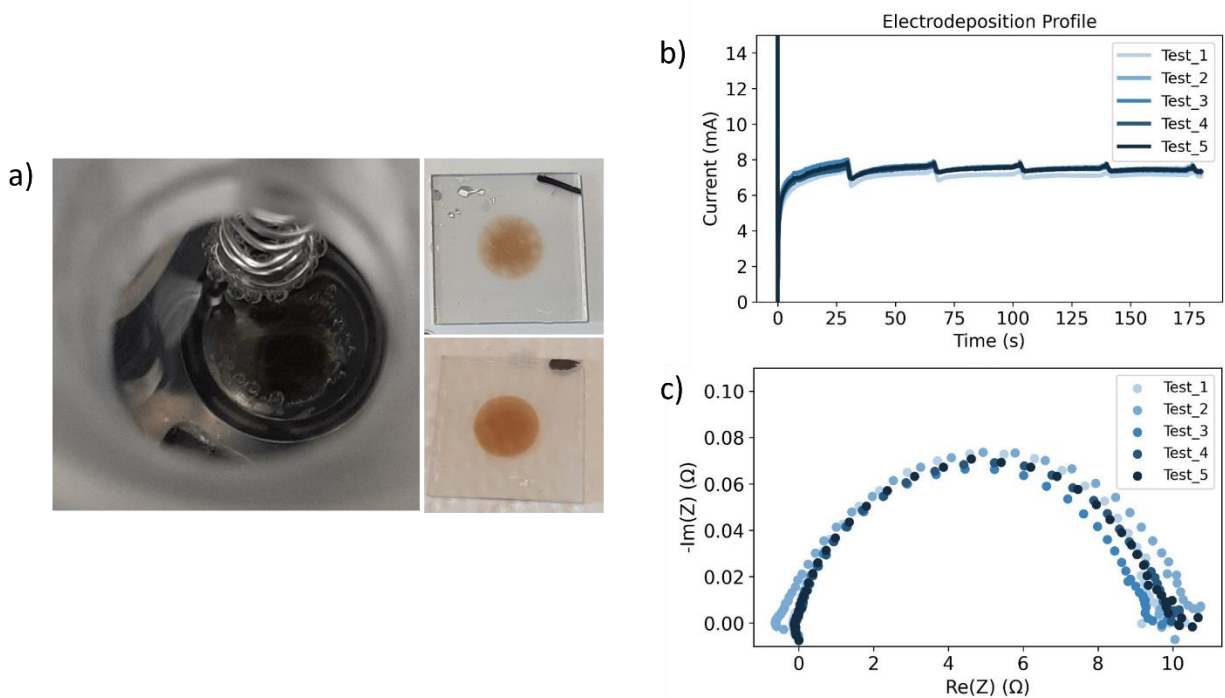 a)
b)
Electrodeposition Profile
Current (mA)
14
12
10
8
6
4
2
0
Test_1
Test_2
Test_3
Test_4
Test_5
0 25 50 75 100 125 150 175
Time (s)
c)
-Im(Z) (Ω)
0.10
0.08
0.06
0.04
0.02
0.00
Test_1
Test_2
Test_3
Test_4
Test_5
0 2 4 6 8 10
Re(Z) (Ω)